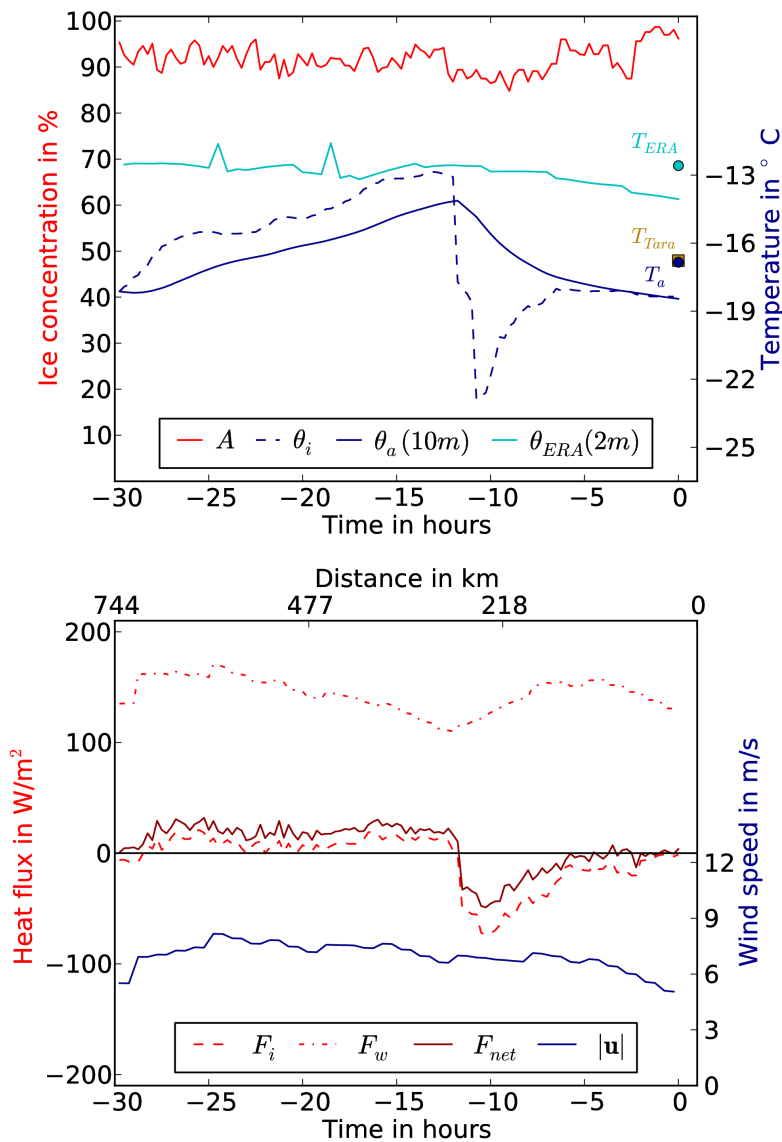 100
90
80
70
60
50
40
30
20
10
Ice concentration in %
−13
−16
−19
−22
−25
Temperature in ° C
T_ERA
T_Tara
T_a
A θ_i θ_a(10m) θ_ERA(2m)
−30 −25 −20 −15 −10 −5 0
Time in hours
Distance in km
744 477 218 0
200
100
0
−100
−200
Heat flux in W/m²
12
9
6
3
0
Wind speed in m/s
F_i F_w F_net |u|
−30 −25 −20 −15 −10 −5 0
Time in hours